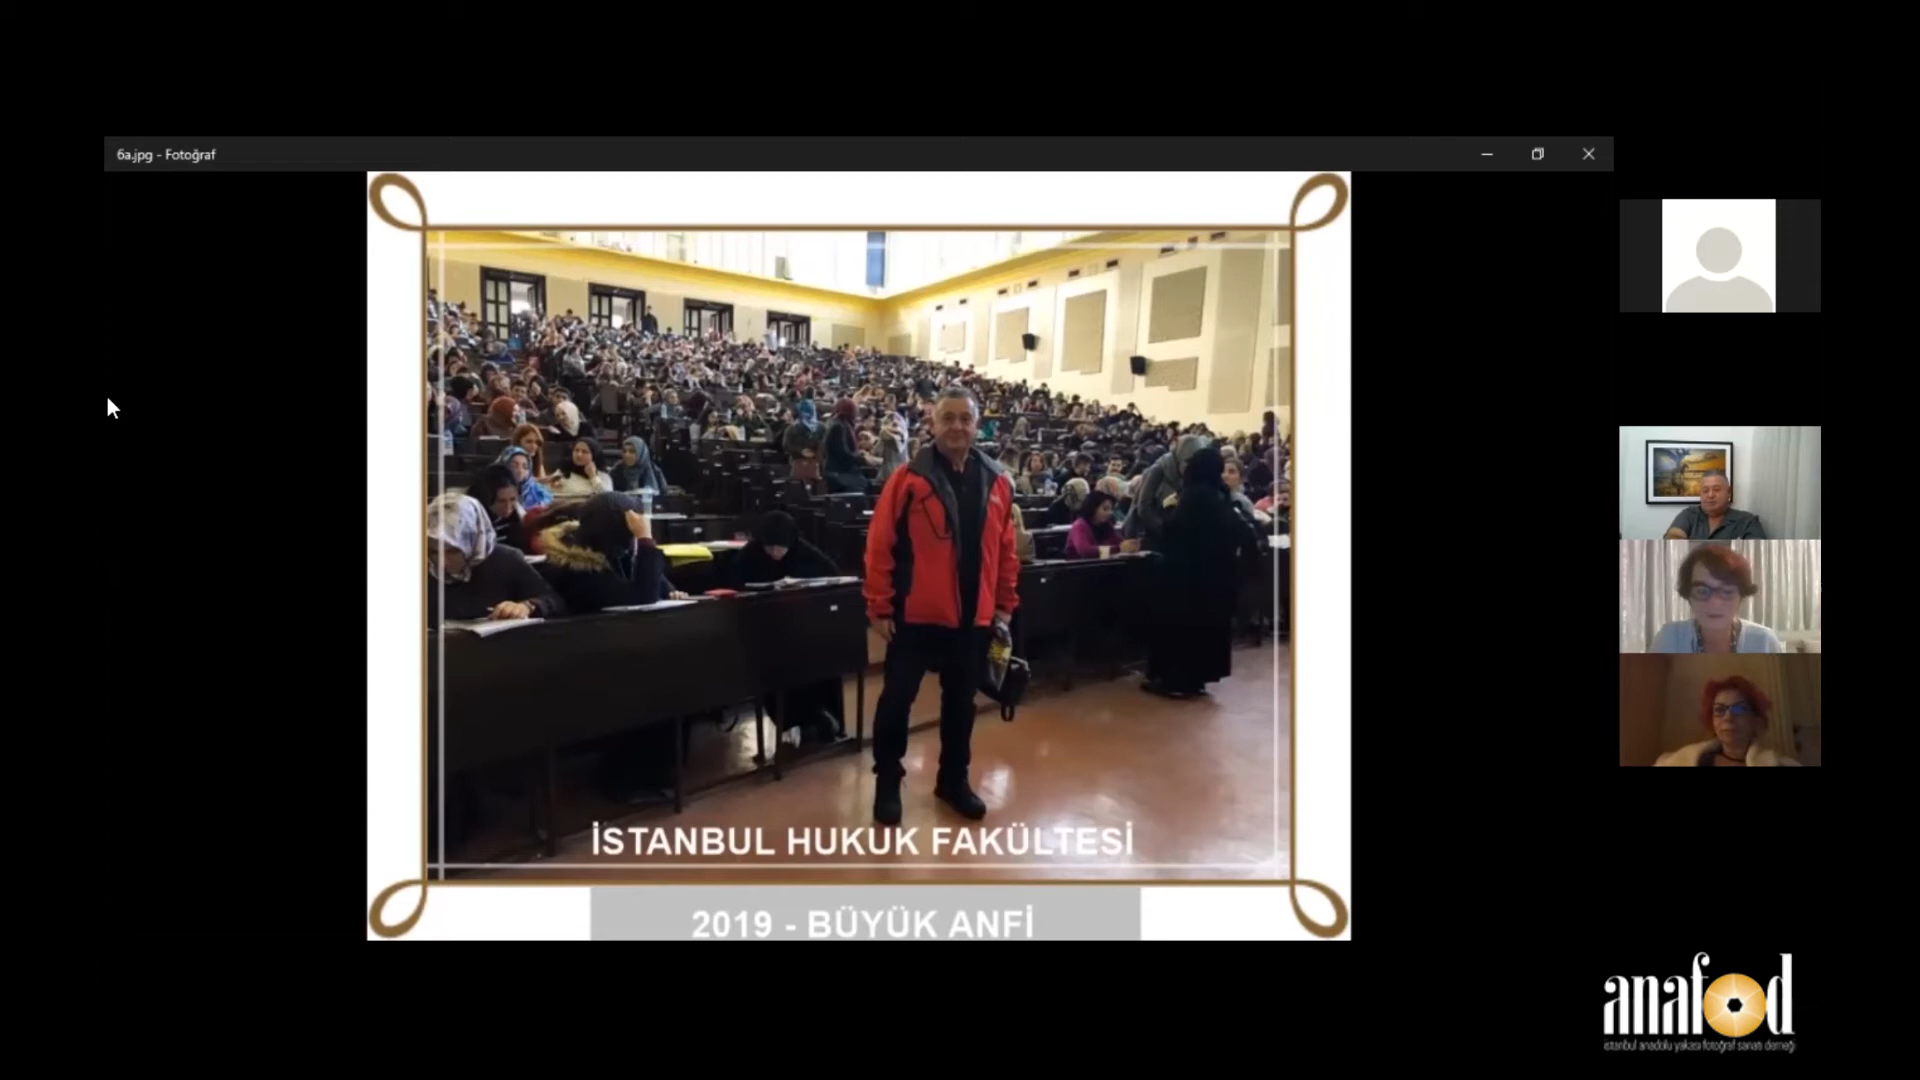 6a.jpg - Fotoğraf
İSTANBUL HUKUK FAKÜLTESİ
2019 - BÜYÜK ANFİ
anafod
istanbul anadolu yakası fotoğraf sanatı derneği